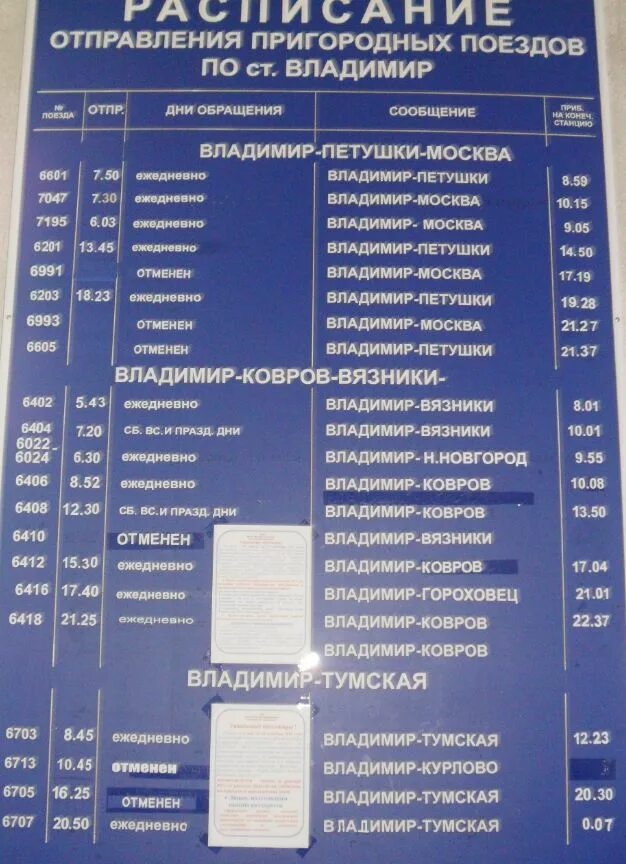 РАСПИСАНИЕ
ОТПРАВЛЕНИЯ ПРИГОРОДНЫХ ПОЕЗДОВ
ПО ст. ВЛАДИМИР
№ ПОЕЗДА ОТПР. ДНИ ОБРАЩЕНИЯ СООБЩЕНИЕ ПРИБ. НА КОНЕЧ. СТАНЦИЮ
ВЛАДИМИР-ПЕТУШКИ-МОСКВА
6601 7.50 ежедневно ВЛАДИМИР-ПЕТУШКИ 8.59
7047 7.30 ежедневно ВЛАДИМИР-МОСКВА 10.15
7195 6.03 ежедневно ВЛАДИМИР- МОСКВА 9.05
6201 13.45 ежедневно ВЛАДИМИР-ПЕТУШКИ 14.50
6991 ОТМЕНЕН ВЛАДИМИР-МОСКВА 17.19
6203 18.23 ежедневно ВЛАДИМИР-ПЕТУШКИ 19.28
6993 ОТМЕНЕН ВЛАДИМИР-МОСКВА 21.27
6605 ОТМЕНЕН ВЛАДИМИР-ПЕТУШКИ 21.37
ВЛАДИМИР-КОВРОВ-ВЯЗНИКИ-
6402 5.43 ежедневно ВЛАДИМИР-ВЯЗНИКИ 8.01
6404 7.20 СБ. ВС. И ПРАЗД. ДНИ ВЛАДИМИР-ВЯЗНИКИ 10.01
6022-
6024 6.30 ежедневно ВЛАДИМИР-Н.НОВГОРОД 9.55
6406 8.52 ежедневно ВЛАДИМИР-КОВРОВ 10.08
6408 12.30 СБ. ВС. И ПРАЗД. ДНИ ВЛАДИМИР-КОВРОВ 13.50
6410 ОТМЕНЕН ВЛАДИМИР-ВЯЗНИКИ
6412 15.30 ежедневно ВЛАДИМИР-КОВРОВ 17.04
6416 17.40 ежедневно ВЛАДИМИР-ГОРОХОВЕЦ 21.01
6418 21.25 ежедневно ВЛАДИМИР-КОВРОВ 22.37
ВЛАДИМИР-КОВРОВ
ВЛАДИМИР-ТУМСКАЯ
6703 8.45 ежедневно ВЛАДИМИР-ТУМСКАЯ 12.23
6713 10.45 отменен ВЛАДИМИР-КУРЛОВО
6705 16.25 ОТМЕНЕН ВЛАДИМИР-ТУМСКАЯ 20.30
6707 20.50 ежедневно ВЛАДИМИР-ТУМСКАЯ 0.07